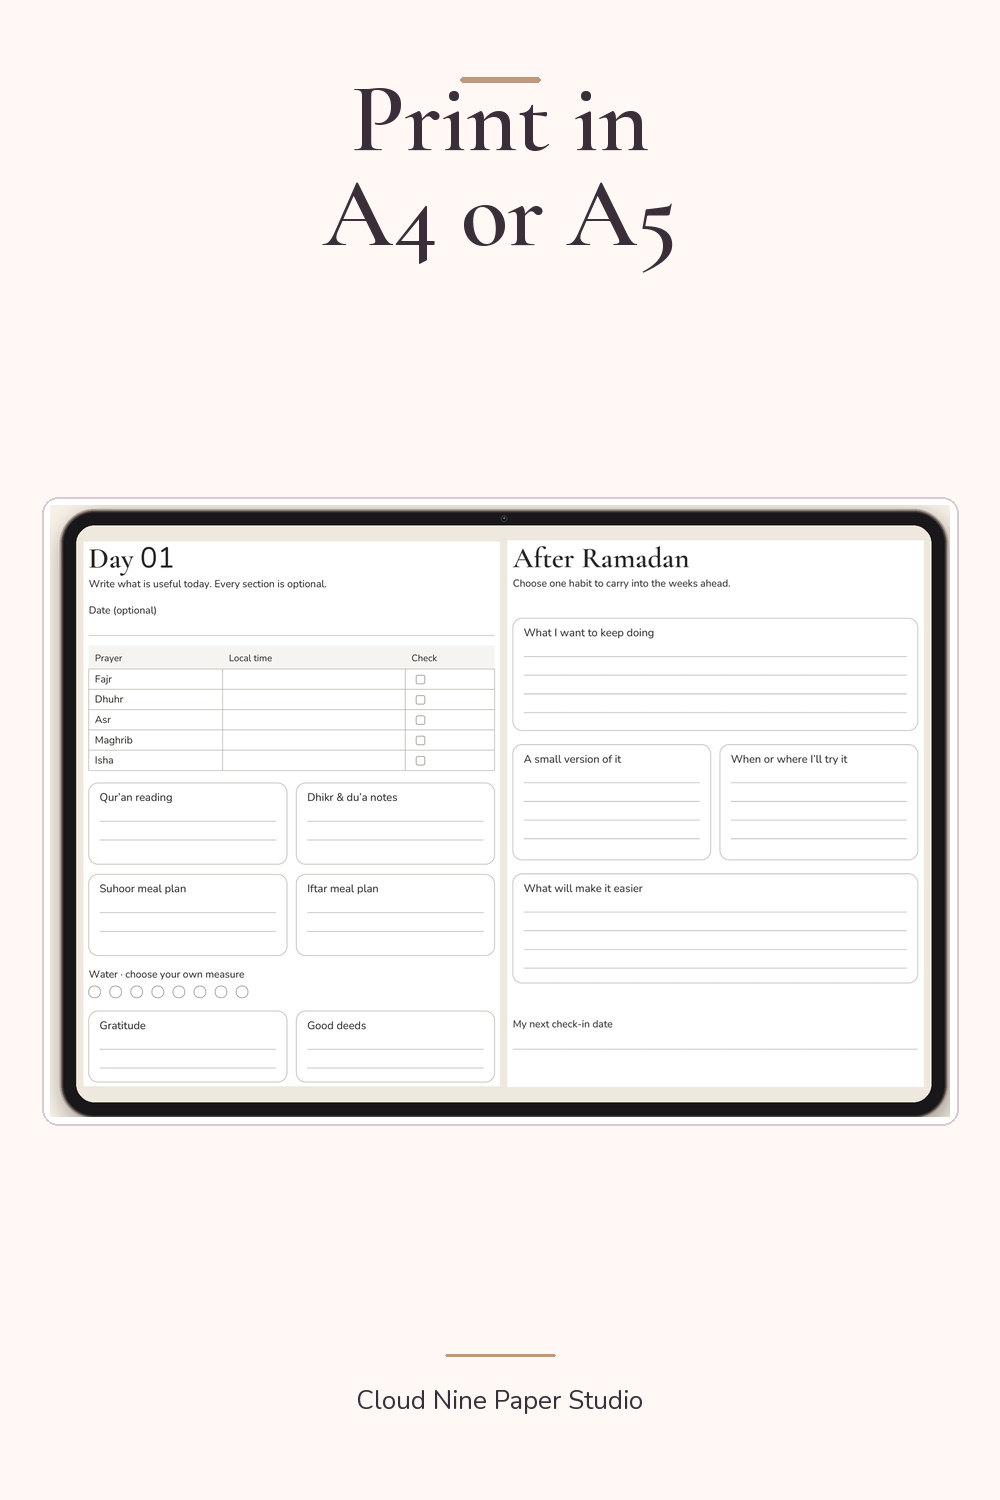 Print in
A4 or A5
Day 01
Write what is useful today. Every section is optional.
Date (optional)
Prayer Local time Check
Fajr
Dhuhr
Asr
Maghrib
Isha
Qur'an reading
Dhikr & du'a notes
Suhoor meal plan
Iftar meal plan
Water · choose your own measure
Gratitude
Good deeds
After Ramadan
Choose one habit to carry into the weeks ahead.
What I want to keep doing
A small version of it
When or where I'll try it
What will make it easier
My next check-in date
Cloud Nine Paper Studio